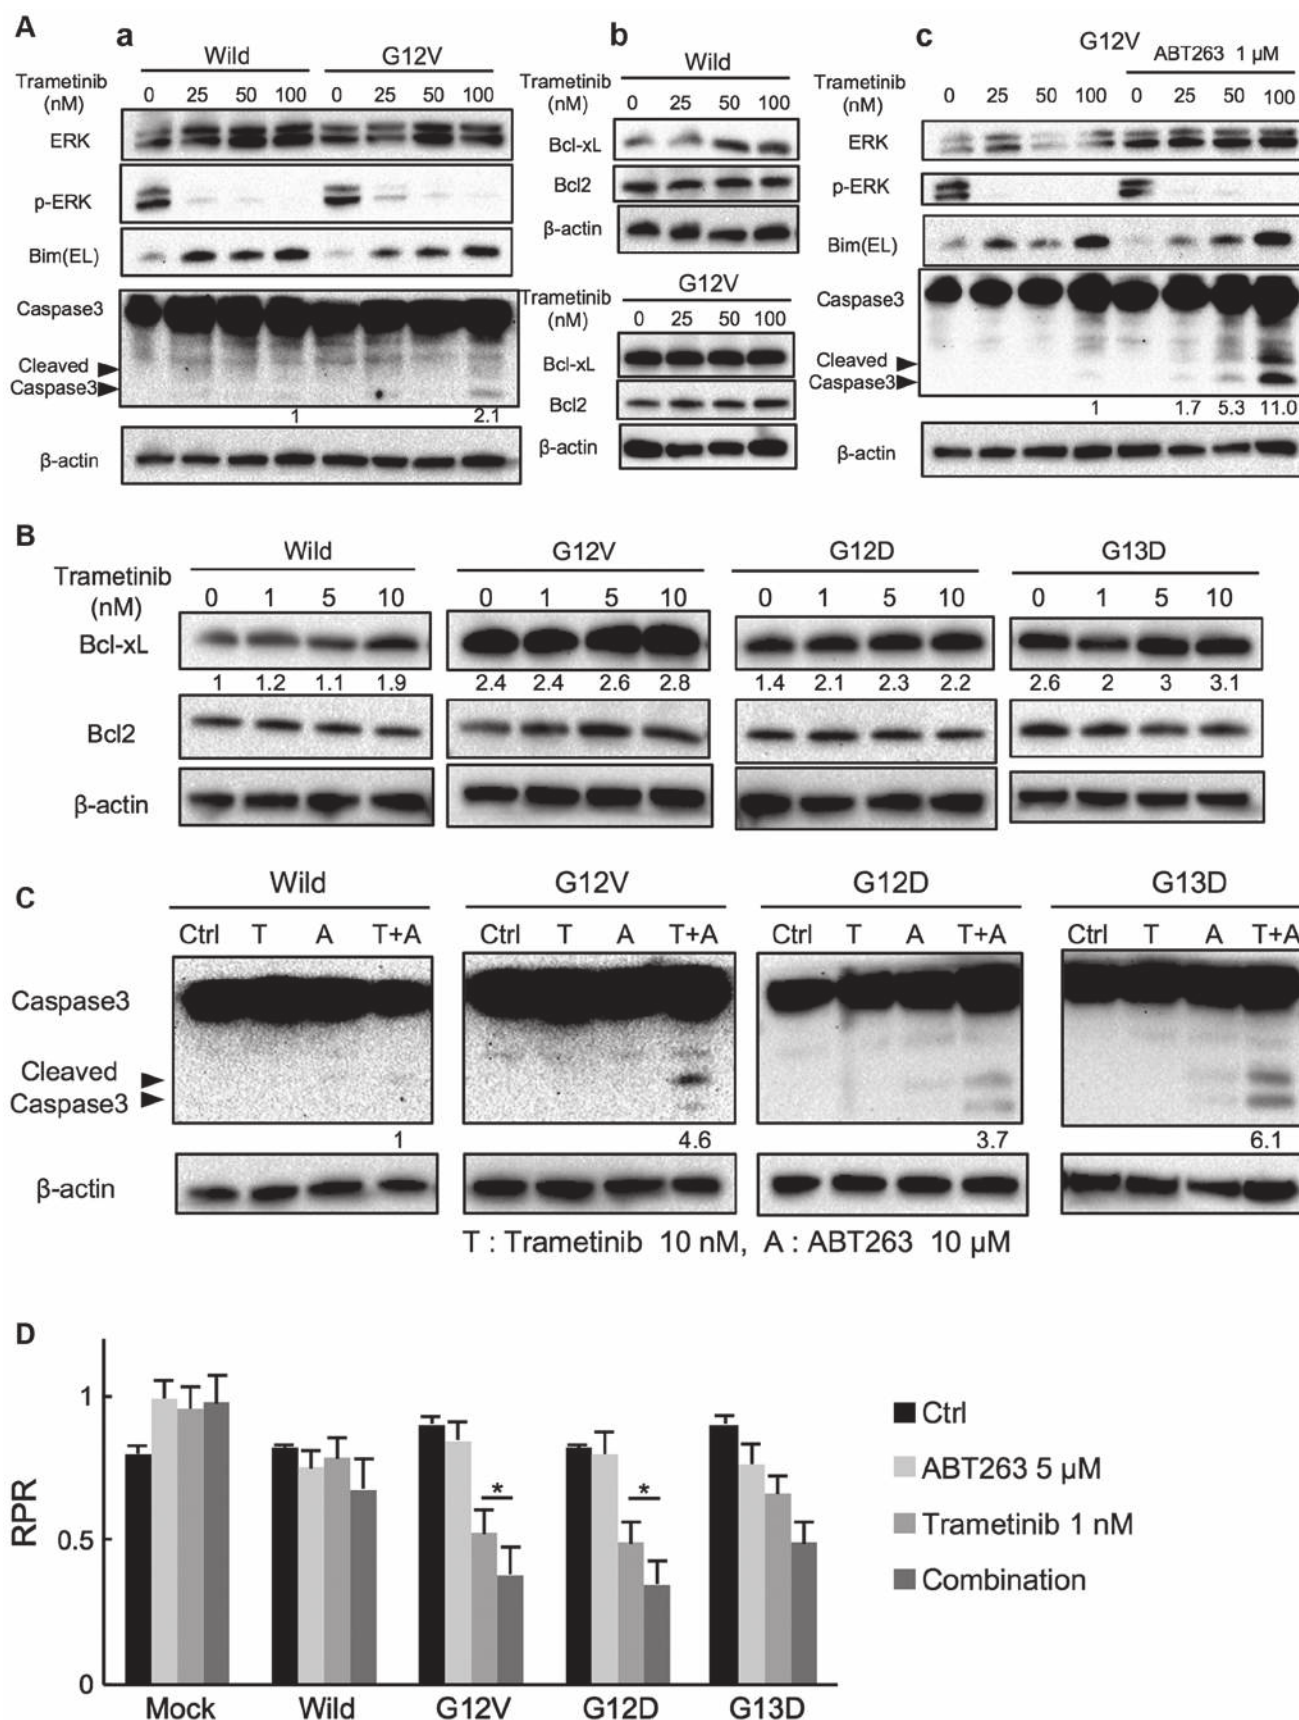 A
a
Wild G12V
Trametinib
(nM)
0 25 50 100 0 25 50 100
ERK
p-ERK
Bim(EL)
Caspase3
Cleaved
Caspase3
1 2.1
β-actin
b
Wild
Trametinib
(nM)
0 25 50 100
Bcl-xL
Bcl2
β-actin
G12V
Trametinib
(nM)
0 25 50 100
Bcl-xL
Bcl2
β-actin
c
G12V
ABT263 1 μM
Trametinib
(nM)
0 25 50 100 0 25 50 100
ERK
p-ERK
Bim(EL)
Caspase3
Cleaved
Caspase3
1 1.7 5.3 11.0
β-actin
B
Wild G12V G12D G13D
Trametinib
(nM)
0 1 5 10 0 1 5 10 0 1 5 10 0 1 5 10
Bcl-xL
1 1.2 1.1 1.9 2.4 2.4 2.6 2.8 1.4 2.1 2.3 2.2 2.6 2 3 3.1
Bcl2
β-actin
C
Wild G12V G12D G13D
Ctrl T A T+A Ctrl T A T+A Ctrl T A T+A Ctrl T A T+A
Caspase3
Cleaved
Caspase3
1 4.6 3.7 6.1
β-actin
T : Trametinib 10 nM, A : ABT263 10 μM
D
RPR
1
0.5
0
* *
Mock Wild G12V G12D G13D
Ctrl
ABT263 5 μM
Trametinib 1 nM
Combination